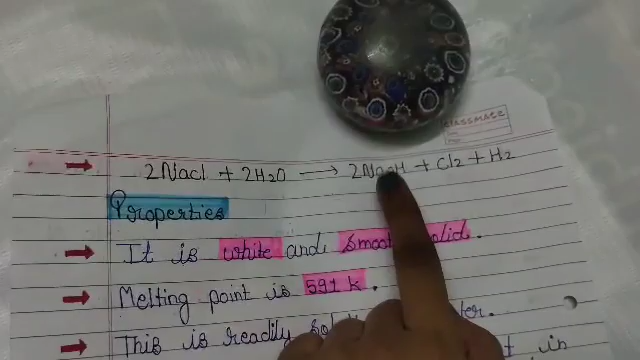 CLASSMATE
2Nacl + 2H2O → 2NaoH + Cl2 + H2
Properties
→ It is white and smooth solid.
→ Melting point is 591 k.
→ This is readily
in